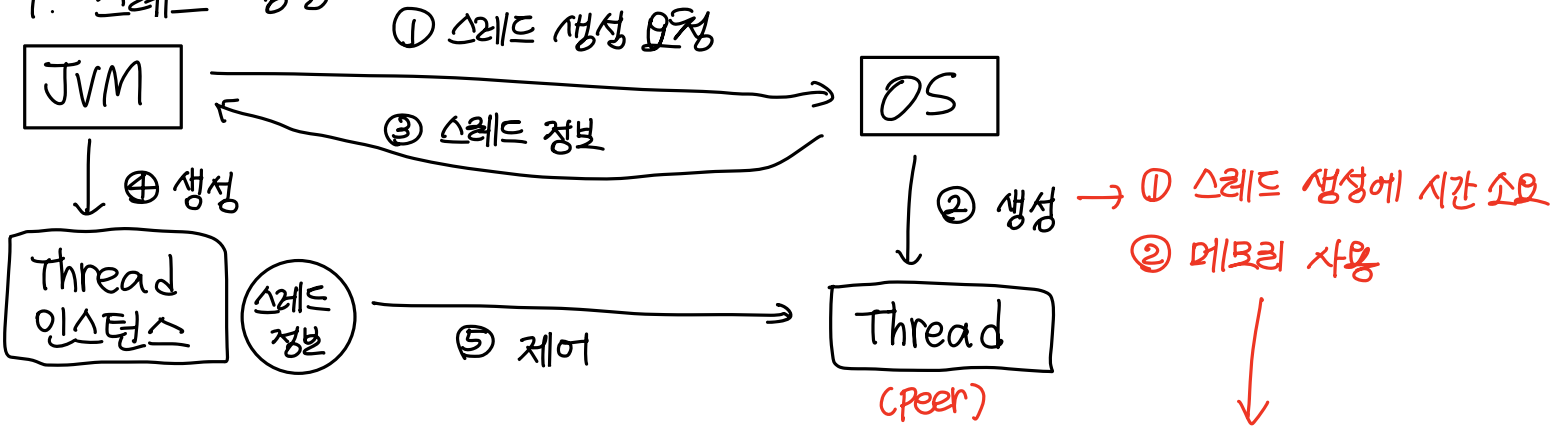 ① 스레드 생성 요청
JVM
OS
③ 스레드 정보
④ 생성
② 생성 → ① 스레드 생성에 시간 소요
② 메모리 사용
Thread
인스턴스
스레드
정보
⑤ 제어
Thread
(peer)